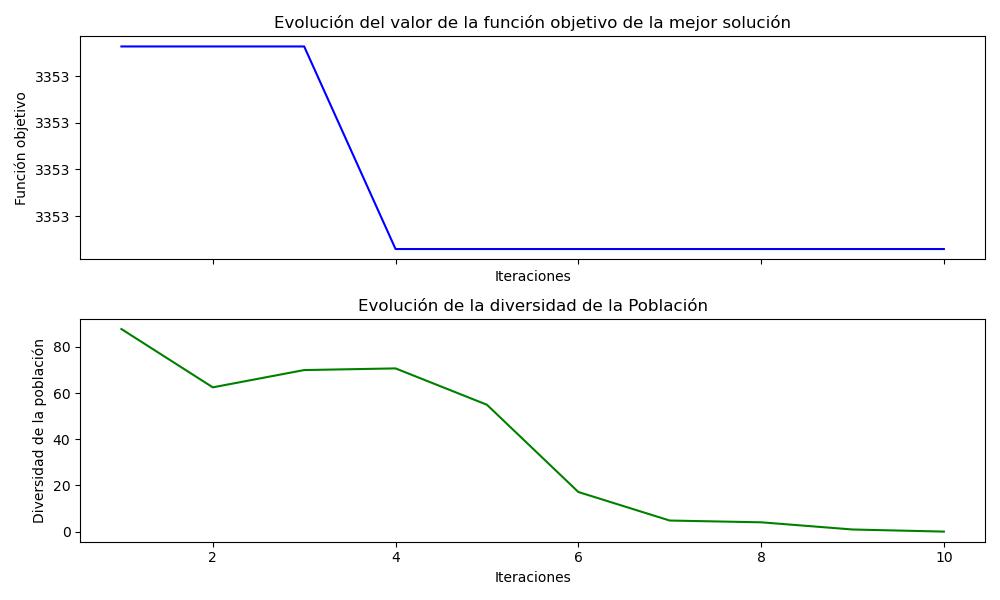 Evolución del valor de la función objetivo de la mejor solución
Función objetivo
3353
3353
3353
3353
Iteraciones
Evolución de la diversidad de la Población
Diversidad de la población
80
60
40
20
0
2 4 6 8 10
Iteraciones